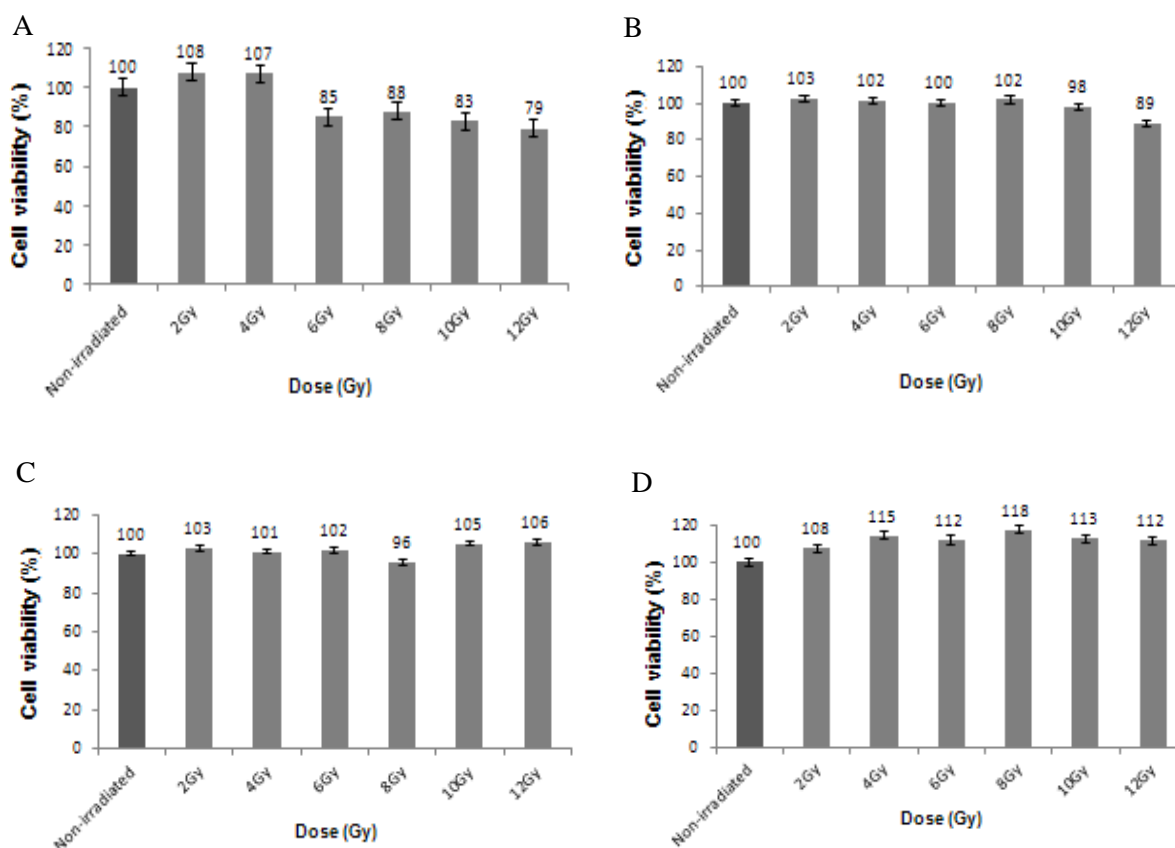 A
Cell viability (%)
120
100
80
60
40
20
0
100
108
107
85
88
83
79
Non-irradiated
2Gy
4Gy
6Gy
8Gy
10Gy
12Gy
Dose (Gy)
B
Cell viability (%)
120
100
80
60
40
20
0
100
103
102
100
102
98
89
Non-irradiated
2Gy
4Gy
6Gy
8Gy
10Gy
12Gy
Dose (Gy)
C
Cell viability (%)
120
100
80
60
40
20
0
100
103
101
102
96
105
106
Non-irradiated
2Gy
4Gy
6Gy
8Gy
10Gy
12Gy
Dose (Gy)
D
Cell viability (%)
120
100
80
60
40
20
0
100
108
115
112
118
113
112
Non-irradiated
2Gy
4Gy
6Gy
8Gy
10Gy
12Gy
Dose (Gy)